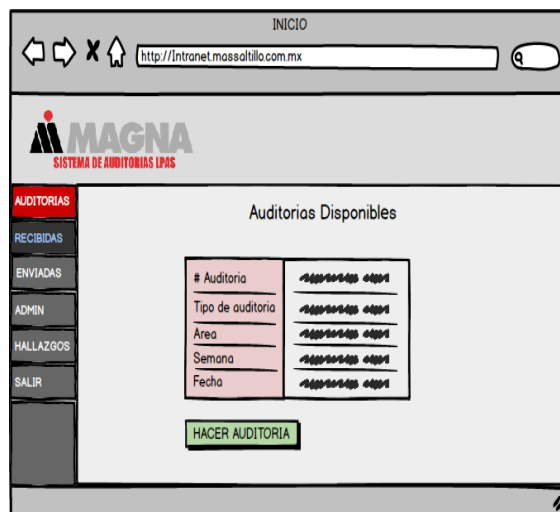 INICIO
http://Intranet.massaltillo.com.mx
MAGNA
SISTEMA DE AUDITORIAS LPAS
AUDITORIAS
RECIBIDAS
ENVIADAS
ADMIN
HALLAZGOS
SALIR
Auditorias Disponibles
# Auditoria
Tipo de auditoria
Area
Semana
Fecha
HACER AUDITORIA